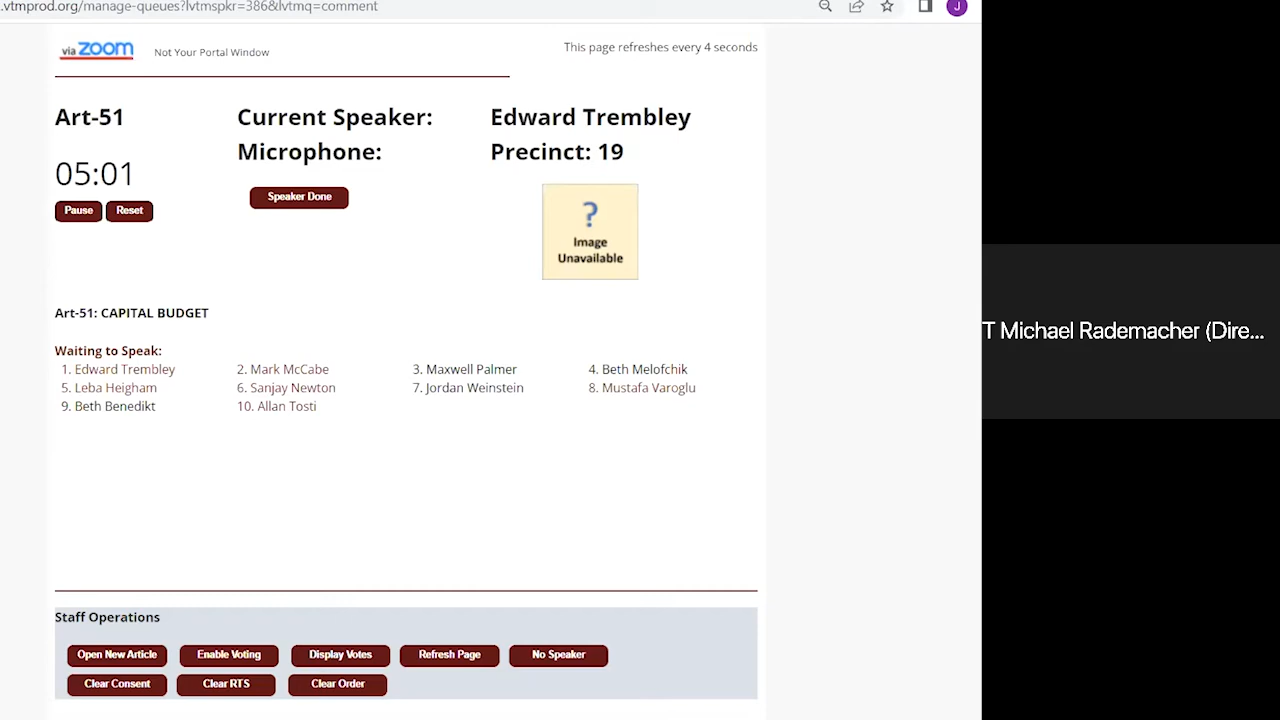 .vtmprod.org/manage-queues?lvtmspkr=386&lvtmq=comment
J
via zoom Not Your Portal Window This page refreshes every 4 seconds
Art-51 Current Speaker: Edward Trembley
Microphone: Precinct: 19
05:01
Pause Reset Speaker Done
?
Image
Unavailable
Art-51: CAPITAL BUDGET
T Michael Rademacher (Dire...
Waiting to Speak:
1. Edward Trembley 2. Mark McCabe 3. Maxwell Palmer 4. Beth Melofchik
5. Leba Heigham 6. Sanjay Newton 7. Jordan Weinstein 8. Mustafa Varoglu
9. Beth Benedikt 10. Allan Tosti
Staff Operations
Open New Article Enable Voting Display Votes Refresh Page No Speaker
Clear Consent Clear RTS Clear Order